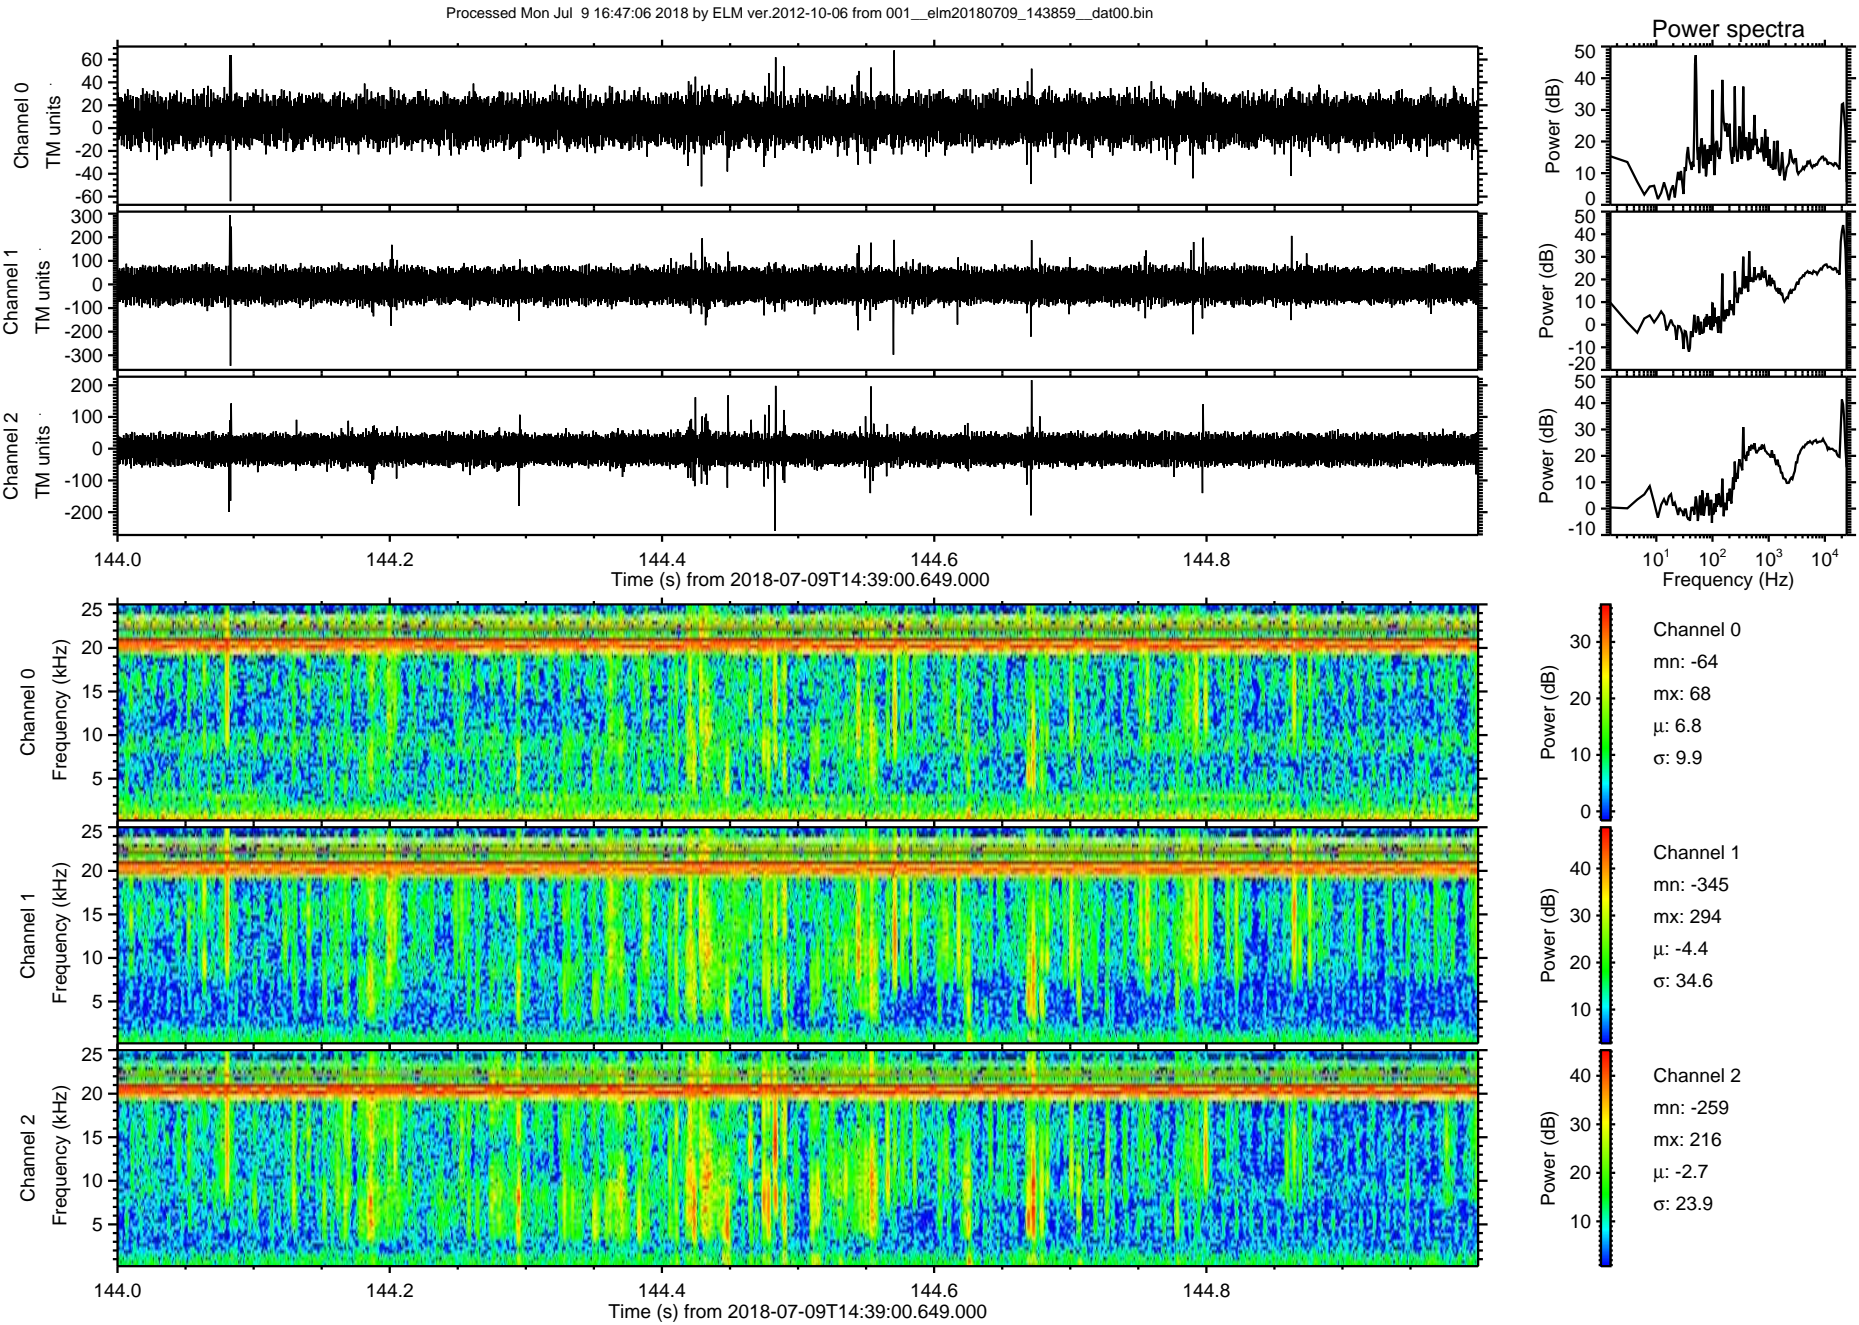 Processed Mon Jul  9 16:47:06 2018 by ELM ver.2012-10-06 from 001__elm20180709_143859__dat00.bin
Power spectra
Channel 0
TM units
60
40
20
0
-20
-40
-60
Power (dB)
50
40
30
20
10
0
Channel 1
TM units
300
200
100
0
-100
-200
-300
Power (dB)
50
40
30
20
10
0
-10
-20
Channel 2
TM units
200
100
0
-100
-200
Power (dB)
50
40
30
20
10
0
-10
144.0 144.2 144.4 144.6 144.8
Time (s) from 2018-07-09T14:39:00.649.000
10¹ 10² 10³ 10⁴
Frequency (Hz)
Channel 0
Frequency (kHz)
25
20
15
10
5
Power (dB)
30
20
10
0
Channel 0
mn: -64
mx: 68
μ: 6.8
σ: 9.9
Channel 1
Frequency (kHz)
25
20
15
10
5
Power (dB)
40
30
20
10
Channel 1
mn: -345
mx: 294
μ: -4.4
σ: 34.6
Channel 2
Frequency (kHz)
25
20
15
10
5
Power (dB)
40
30
20
10
Channel 2
mn: -259
mx: 216
μ: -2.7
σ: 23.9
144.0 144.2 144.4 144.6 144.8
Time (s) from 2018-07-09T14:39:00.649.000